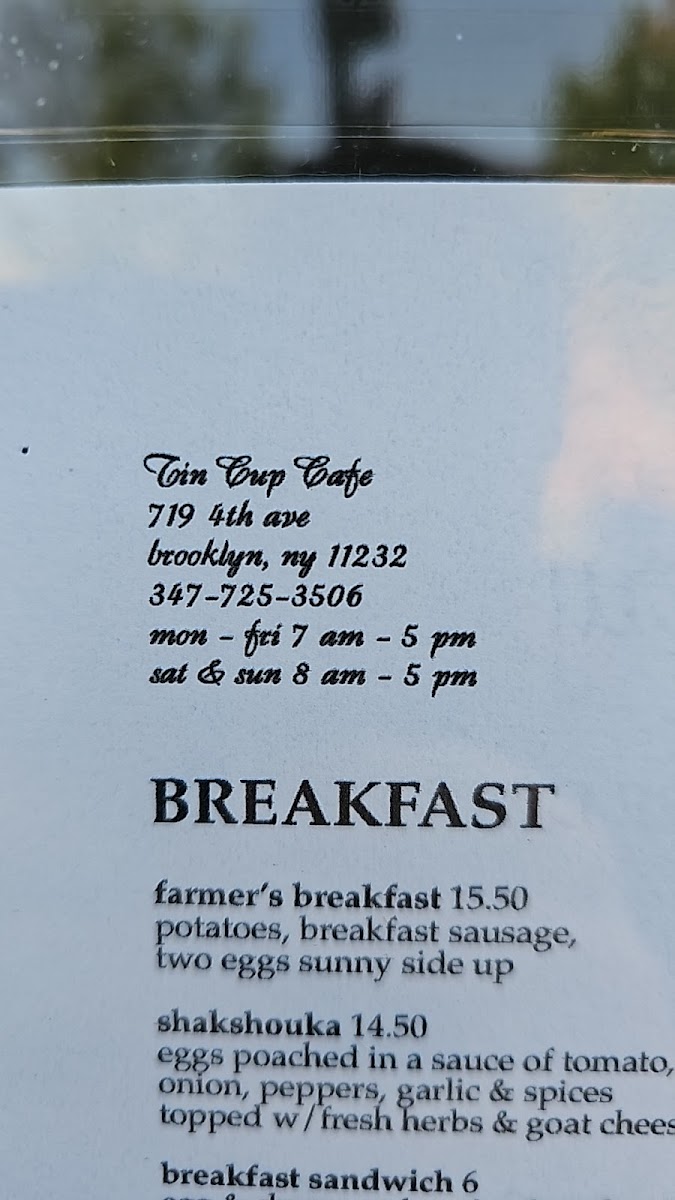 Tin Cup Cafe
719 4th ave
brooklyn, ny 11232
347-725-3506
mon - fri 7 am - 5 pm
sat & sun 8 am - 5 pm
BREAKFAST
farmer's breakfast 15.50
potatoes, breakfast sausage,
two eggs sunny side up
shakshouka 14.50
eggs poached in a sauce of tomato,
onion, peppers, garlic & spices
topped w/fresh herbs & goat chees
breakfast sandwich 6